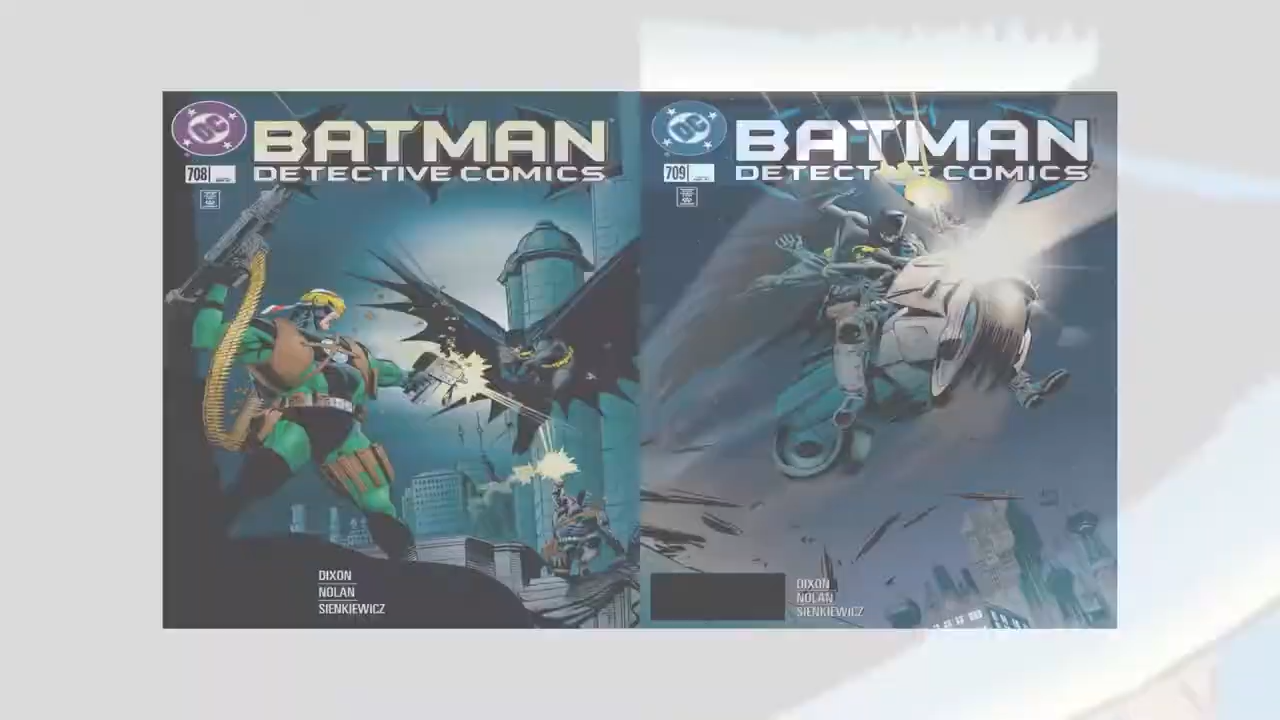 DC
BATMAN
DETECTIVE COMICS
708
DIXON
NOLAN
SIENKIEWICZ
DC
BATMAN
DETECTIVE COMICS
709
DIXON
NOLAN
SIENKIEWICZ